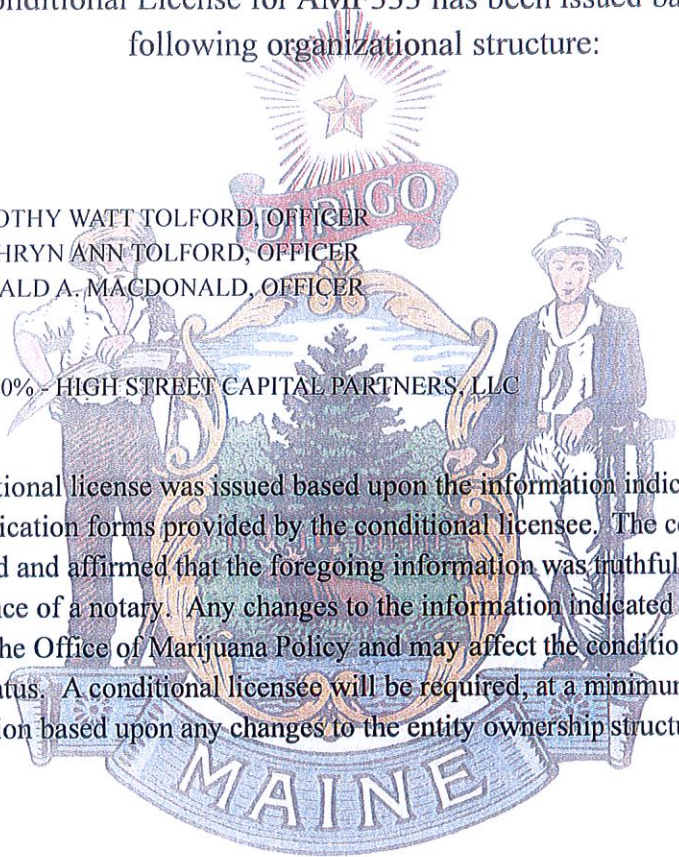 onditional License for AMF533 has been issued ba
following organizational structure:
DIRIGO
OTHY WATT TOLFORD, OFFICER
HRYN ANN TOLFORD, OFFICER
ALD A. MACDONALD, OFFICER
0% - HIGH STREET CAPITAL PARTNERS, LLC
tional license was issued based upon the information indic
ication forms provided by the conditional licensee. The c
d and affirmed that the foregoing information was truthful
ce of a notary. Any changes to the information indicated
he Office of Marijuana Policy and may affect the conditio
atus. A conditional licensee will be required, at a minimum
ion based upon any changes to the entity ownership struct
MAINE